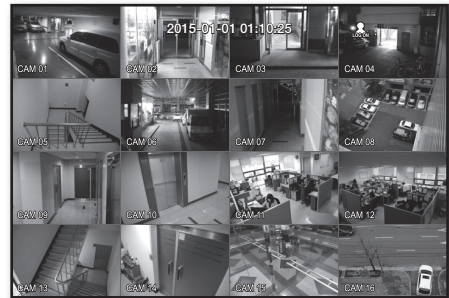 2015-01-01 01:10:25
LOG ON
CAM 01
CAM 02
CAM 03
CAM 04
CAM 05
CAM 06
CAM 07
CAM 08
CAM 09
CAM 10
CAM 11
CAM 12
CAM 13
CAM 14
CAM 15
CAM 16